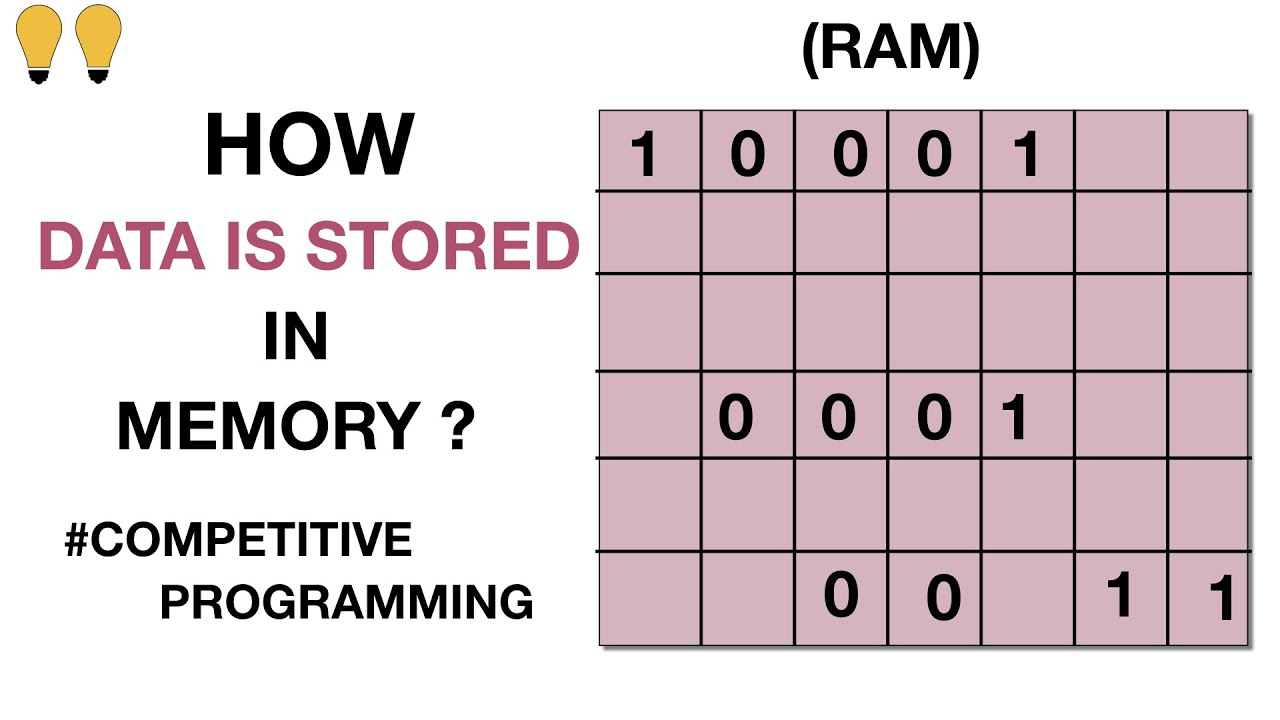 HOW
DATA IS STORED
IN
MEMORY ?
#COMPETITIVE
PROGRAMMING
(RAM)
1 0 0 0 1
0 0 0 1
0 0 1 1